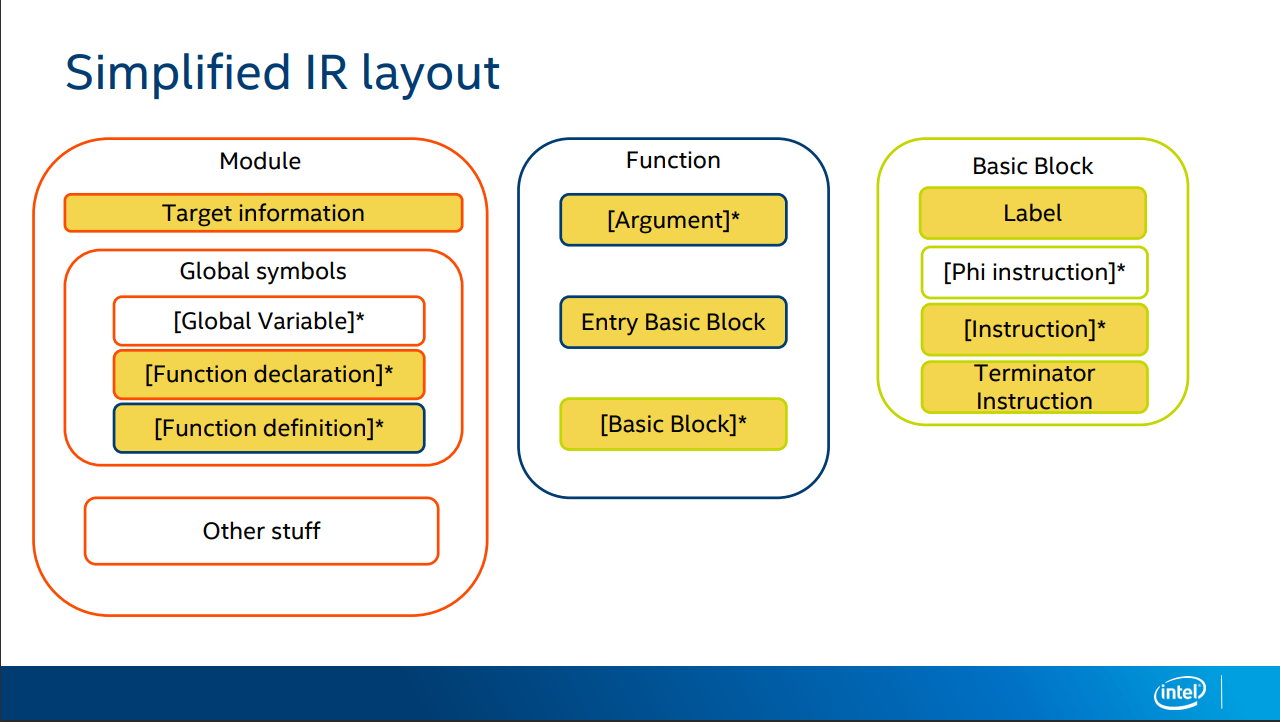 Simplified IR layout
Module
Target information
Global symbols
[Global Variable]*
[Function declaration]*
[Function definition]*
Other stuff
Function
[Argument]*
Entry Basic Block
[Basic Block]*
Basic Block
Label
[Phi instruction]*
[Instruction]*
Terminator
Instruction
intel